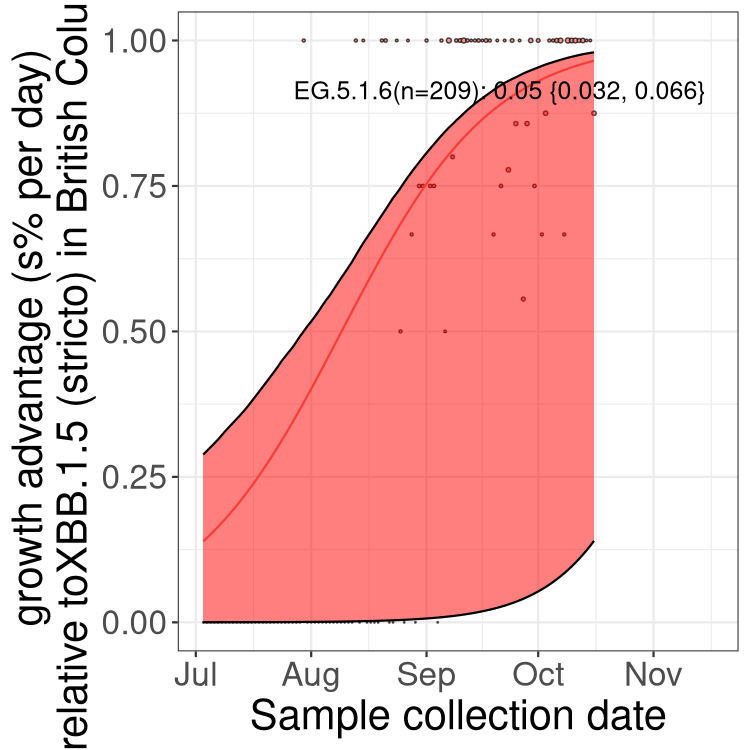 growth advantage (s% per day)
relative toXBB.1.5 (stricto) in British Colu
1.00
0.75
0.50
0.25
0.00
EG.5.1.6(n=209): 0.05 {0.032, 0.066}
Jul Aug Sep Oct Nov
Sample collection date